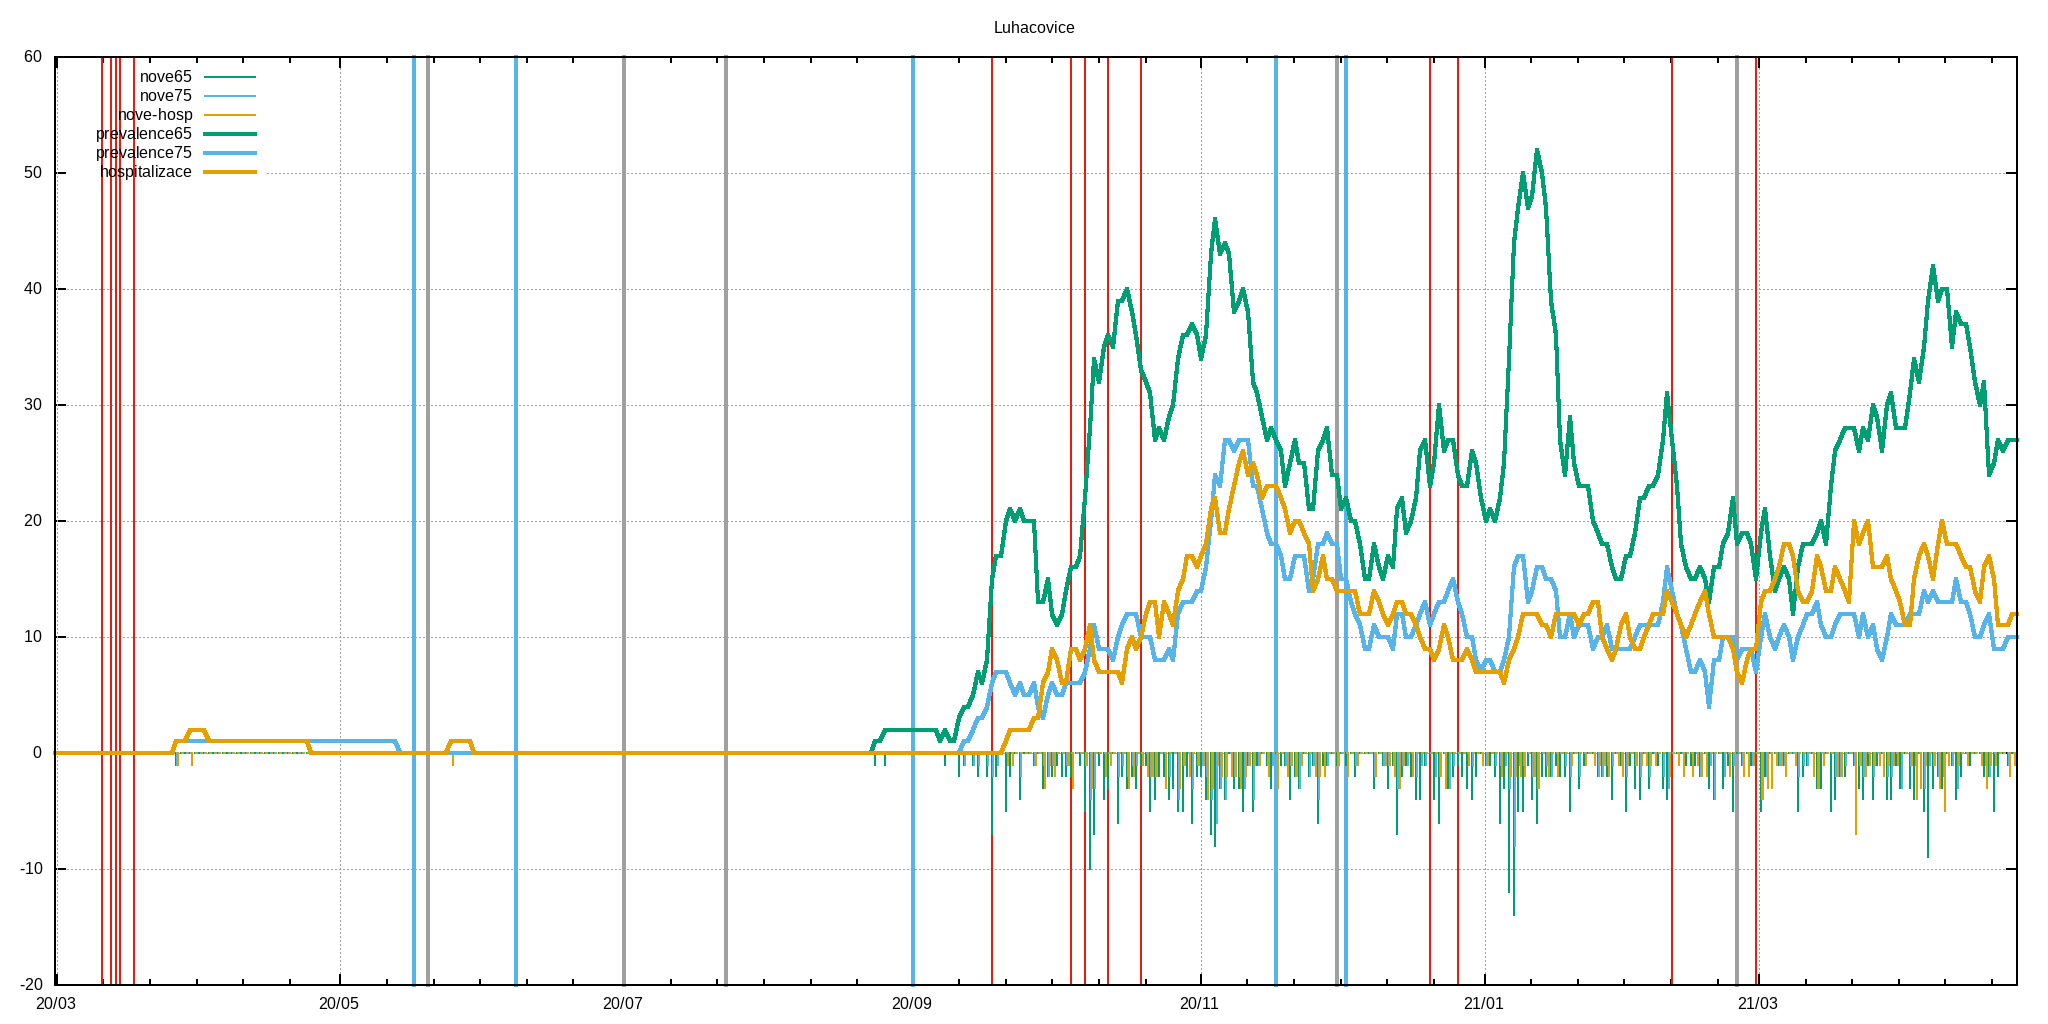 Luhacovice
60
nove65
nove75
nove-hosp
prevalence65
prevalence75
hospitalizace
50
40
30
20
10
0
-10
-20
20/03 20/05 20/07 20/09 20/11 21/01 21/03